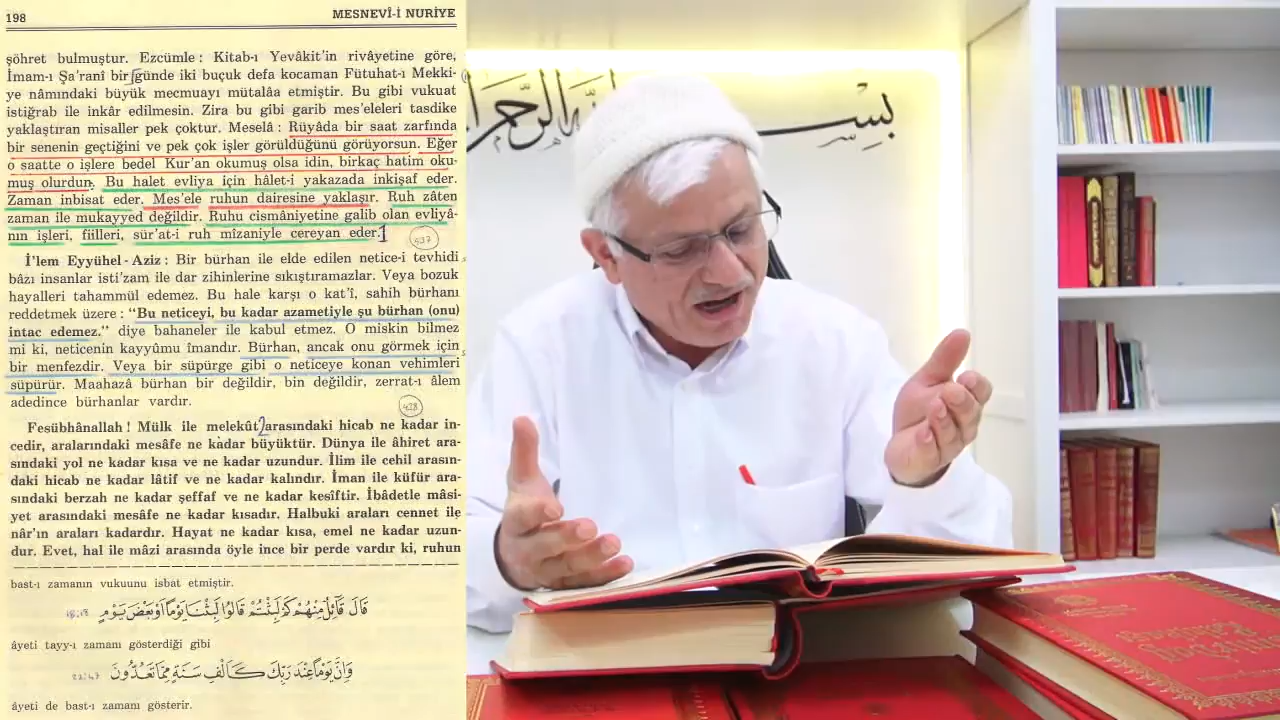 198
MESNEVİ-İ NURİYE
şöhret bulmuştur. Ezcümle : Kitab-ı Yevâkit'in rivâyetine göre,
İmam-ı Şa'ranî bir günde iki buçuk defa kocaman Fütuhat-ı Mekki-
ye nâmındaki büyük mecmuayı mütalâa etmiştir. Bu gibi vukuat
istiğrab ile inkâr edilmesin. Zira bu gibi garib mes'eleleri tasdike
yaklaştıran misaller pek çoktur. Meselâ : Rüyâda bir saat zarfında
bir senenin geçtiğini ve pek çok işler görüldüğünü görüyorsun. Eğer
o saatte o işlere bedel Kur'an okumuş olsa idin, birkaç hatim oku-
muş olurdun. Bu halet evliya için hâlet-i yakazada inkişaf eder.
Zaman inbisat eder. Mes'ele ruhun dairesine yaklaşır. Ruh zâten
zaman ile mukayyed değildir. Ruhu cismâniyetine galib olan evliyâ-
nın işleri, fiilleri, sür'at-i ruh mîzaniyle cereyan eder. 1
İ'lem Eyyühel - Aziz : Bir bürhan ile elde edilen netice-i tevhidi
bâzı insanlar isti'zam ile dar zihinlerine sıkıştıramazlar. Veya bozuk
hayalleri tahammül edemez. Bu hale karşı o kat'î, sahih bürhanı
reddetmek üzere : “Bu neticeyi, bu kadar azametiyle şu bürhan (onu)
intac edemez.” diye bahaneler ile kabul etmez. O miskin bilmez
mi ki, neticenin kayyûmu îmandır. Bürhan, ancak onu görmek için
bir menfezdir. Veya bir süpürge gibi o neticeye konan vehimleri
süpürür. Maahazâ bürhan bir değildir, bin değildir, zerrat-ı âlem
adedince bürhanlar vardır.
428
Fesübhânallah ! Mülk ile melekût 2 arasındaki hicab ne kadar in-
cedir, aralarındaki mesâfe ne kadar büyüktür. Dünya ile âhiret ara-
sındaki yol ne kadar kısa ve ne kadar uzundur. İlim ile cehil arasın-
daki hicab ne kadar lâtif ve ne kadar kalındır. İman ile küfür ara-
sındaki berzah ne kadar şeffaf ve ne kadar kesîftir. İbâdetle mâsi-
yet arasındaki mesâfe ne kadar kısadır. Halbuki araları cennet ile
nâr'ın araları kadardır. Hayat ne kadar kısa, emel ne kadar uzun-
dur. Evet, hal ile mâzi arasında öyle ince bir perde vardır ki, ruhun
bast-ı zamanın vukuunu isbat etmiştir.
قَالَ قَائِلٌ مِنْهُمْ كَمْ لَبِثْتُمْ قَالُوا لَبِثْنَا يَوْمًا اَوْ بَعْضَ يَوْمٍ
âyeti tayy-ı zamanı gösterdiği gibi
وَاِنَّ يَوْمًا عِنْدَ رَبِّكَ كَاَلْفِ سَنَةٍ مِمَّا تَعُدُّونَ 22:47
âyeti de bast-ı zamanı gösterir.
بسم
الرحمن